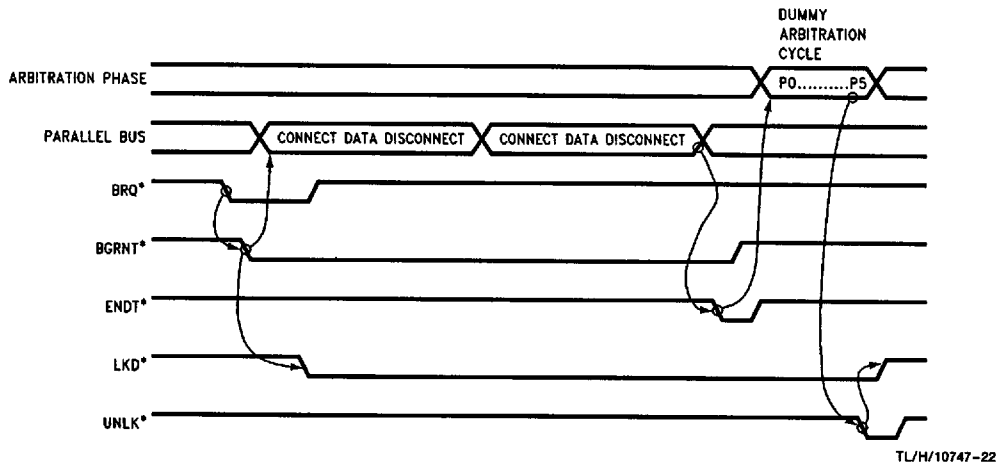 DUMMY
ARBITRATION
CYCLE
ARBITRATION PHASE
P0..........P5
PARALLEL BUS
CONNECT DATA DISCONNECT
CONNECT DATA DISCONNECT
BRQ*
BGRNT*
ENDT*
LKD*
UNLK*
TL/H/10747-22